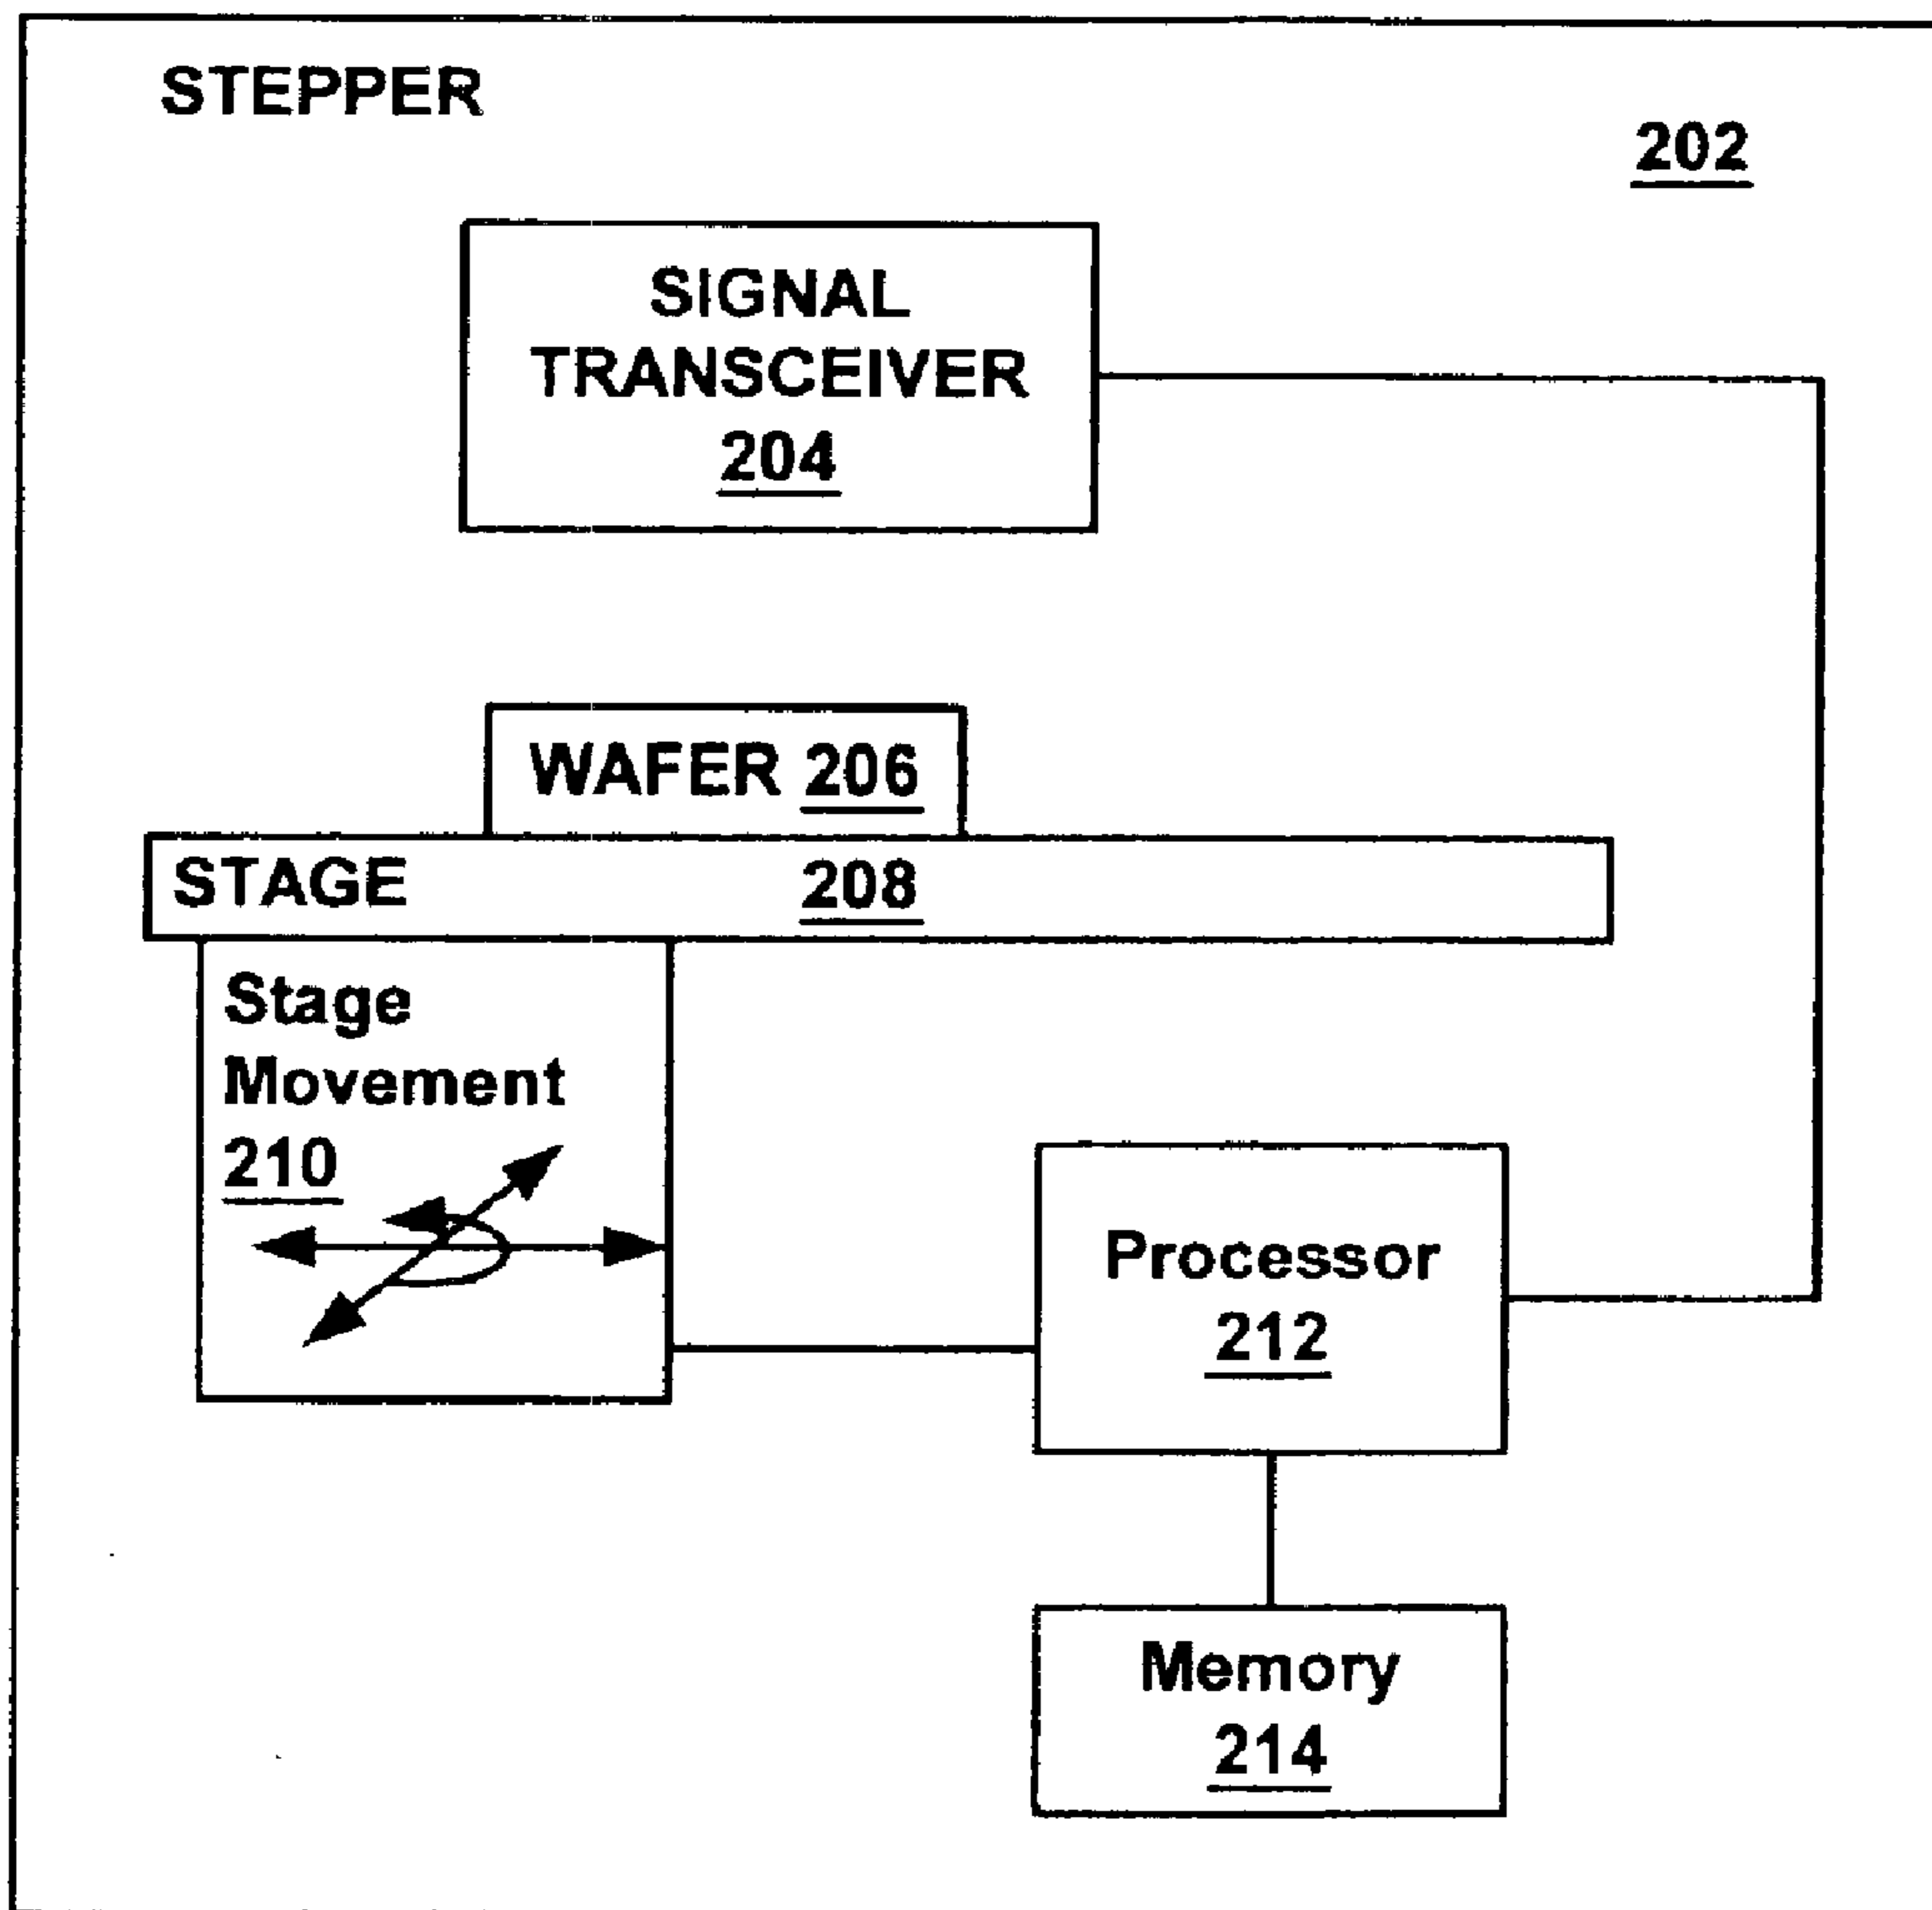 STEPPER
202
SIGNAL
TRANSCEIVER
204
WAFER 206
STAGE 208
Stage
Movement
210
Processor
212
Memory
214